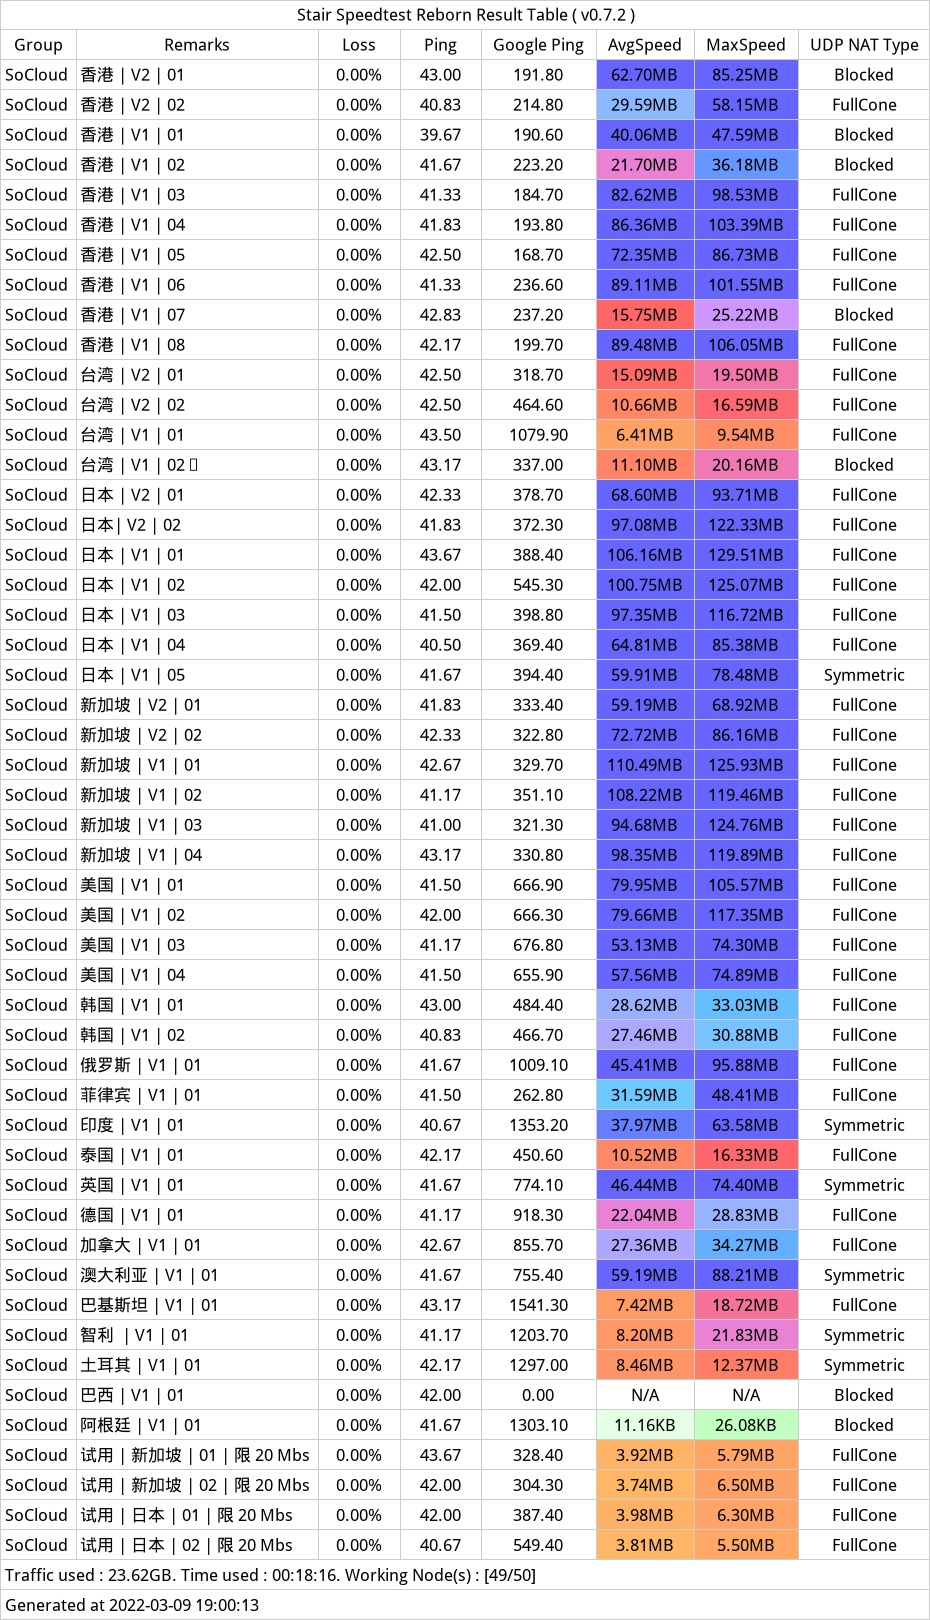 Stair Speedtest Reborn Result Table ( v0.7.2 )
Group Remarks Loss Ping Google Ping AvgSpeed MaxSpeed UDP NAT Type
SoCloud 香港 | V2 | 01 0.00% 43.00 191.80 62.70MB 85.25MB Blocked
SoCloud 香港 | V2 | 02 0.00% 40.83 214.80 29.59MB 58.15MB FullCone
SoCloud 香港 | V1 | 01 0.00% 39.67 190.60 40.06MB 47.59MB Blocked
SoCloud 香港 | V1 | 02 0.00% 41.67 223.20 21.70MB 36.18MB Blocked
SoCloud 香港 | V1 | 03 0.00% 41.33 184.70 82.62MB 98.53MB FullCone
SoCloud 香港 | V1 | 04 0.00% 41.83 193.80 86.36MB 103.39MB FullCone
SoCloud 香港 | V1 | 05 0.00% 42.50 168.70 72.35MB 86.73MB FullCone
SoCloud 香港 | V1 | 06 0.00% 41.33 236.60 89.11MB 101.55MB FullCone
SoCloud 香港 | V1 | 07 0.00% 42.83 237.20 15.75MB 25.22MB Blocked
SoCloud 香港 | V1 | 08 0.00% 42.17 199.70 89.48MB 106.05MB FullCone
SoCloud 台湾 | V2 | 01 0.00% 42.50 318.70 15.09MB 19.50MB FullCone
SoCloud 台湾 | V2 | 02 0.00% 42.50 464.60 10.66MB 16.59MB FullCone
SoCloud 台湾 | V1 | 01 0.00% 43.50 1079.90 6.41MB 9.54MB FullCone
SoCloud 台湾 | V1 | 02 0.00% 43.17 337.00 11.10MB 20.16MB Blocked
SoCloud 日本 | V2 | 01 0.00% 42.33 378.70 68.60MB 93.71MB FullCone
SoCloud 日本| V2 | 02 0.00% 41.83 372.30 97.08MB 122.33MB FullCone
SoCloud 日本 | V1 | 01 0.00% 43.67 388.40 106.16MB 129.51MB FullCone
SoCloud 日本 | V1 | 02 0.00% 42.00 545.30 100.75MB 125.07MB FullCone
SoCloud 日本 | V1 | 03 0.00% 41.50 398.80 97.35MB 116.72MB FullCone
SoCloud 日本 | V1 | 04 0.00% 40.50 369.40 64.81MB 85.38MB FullCone
SoCloud 日本 | V1 | 05 0.00% 41.67 394.40 59.91MB 78.48MB Symmetric
SoCloud 新加坡 | V2 | 01 0.00% 41.83 333.40 59.19MB 68.92MB FullCone
SoCloud 新加坡 | V2 | 02 0.00% 42.33 322.80 72.72MB 86.16MB FullCone
SoCloud 新加坡 | V1 | 01 0.00% 42.67 329.70 110.49MB 125.93MB FullCone
SoCloud 新加坡 | V1 | 02 0.00% 41.17 351.10 108.22MB 119.46MB FullCone
SoCloud 新加坡 | V1 | 03 0.00% 41.00 321.30 94.68MB 124.76MB FullCone
SoCloud 新加坡 | V1 | 04 0.00% 43.17 330.80 98.35MB 119.89MB FullCone
SoCloud 美国 | V1 | 01 0.00% 41.50 666.90 79.95MB 105.57MB FullCone
SoCloud 美国 | V1 | 02 0.00% 42.00 666.30 79.66MB 117.35MB FullCone
SoCloud 美国 | V1 | 03 0.00% 41.17 676.80 53.13MB 74.30MB FullCone
SoCloud 美国 | V1 | 04 0.00% 41.50 655.90 57.56MB 74.89MB FullCone
SoCloud 韩国 | V1 | 01 0.00% 43.00 484.40 28.62MB 33.03MB FullCone
SoCloud 韩国 | V1 | 02 0.00% 40.83 466.70 27.46MB 30.88MB FullCone
SoCloud 俄罗斯 | V1 | 01 0.00% 41.67 1009.10 45.41MB 95.88MB FullCone
SoCloud 菲律宾 | V1 | 01 0.00% 41.50 262.80 31.59MB 48.41MB FullCone
SoCloud 印度 | V1 | 01 0.00% 40.67 1353.20 37.97MB 63.58MB Symmetric
SoCloud 泰国 | V1 | 01 0.00% 42.17 450.60 10.52MB 16.33MB FullCone
SoCloud 英国 | V1 | 01 0.00% 41.67 774.10 46.44MB 74.40MB Symmetric
SoCloud 德国 | V1 | 01 0.00% 41.17 918.30 22.04MB 28.83MB FullCone
SoCloud 加拿大 | V1 | 01 0.00% 42.67 855.70 27.36MB 34.27MB FullCone
SoCloud 澳大利亚 | V1 | 01 0.00% 41.67 755.40 59.19MB 88.21MB Symmetric
SoCloud 巴基斯坦 | V1 | 01 0.00% 43.17 1541.30 7.42MB 18.72MB FullCone
SoCloud 智利 | V1 | 01 0.00% 41.17 1203.70 8.20MB 21.83MB Symmetric
SoCloud 土耳其 | V1 | 01 0.00% 42.17 1297.00 8.46MB 12.37MB Symmetric
SoCloud 巴西 | V1 | 01 0.00% 42.00 0.00 N/A N/A Blocked
SoCloud 阿根廷 | V1 | 01 0.00% 41.67 1303.10 11.16KB 26.08KB Blocked
SoCloud 试用 | 新加坡 | 01 | 限 20 Mbs 0.00% 43.67 328.40 3.92MB 5.79MB FullCone
SoCloud 试用 | 新加坡 | 02 | 限 20 Mbs 0.00% 42.00 304.30 3.74MB 6.50MB FullCone
SoCloud 试用 | 日本 | 01 | 限 20 Mbs 0.00% 42.00 387.40 3.98MB 6.30MB FullCone
SoCloud 试用 | 日本 | 02 | 限 20 Mbs 0.00% 40.67 549.40 3.81MB 5.50MB FullCone
Traffic used : 23.62GB. Time used : 00:18:16. Working Node(s) : [49/50]
Generated at 2022-03-09 19:00:13